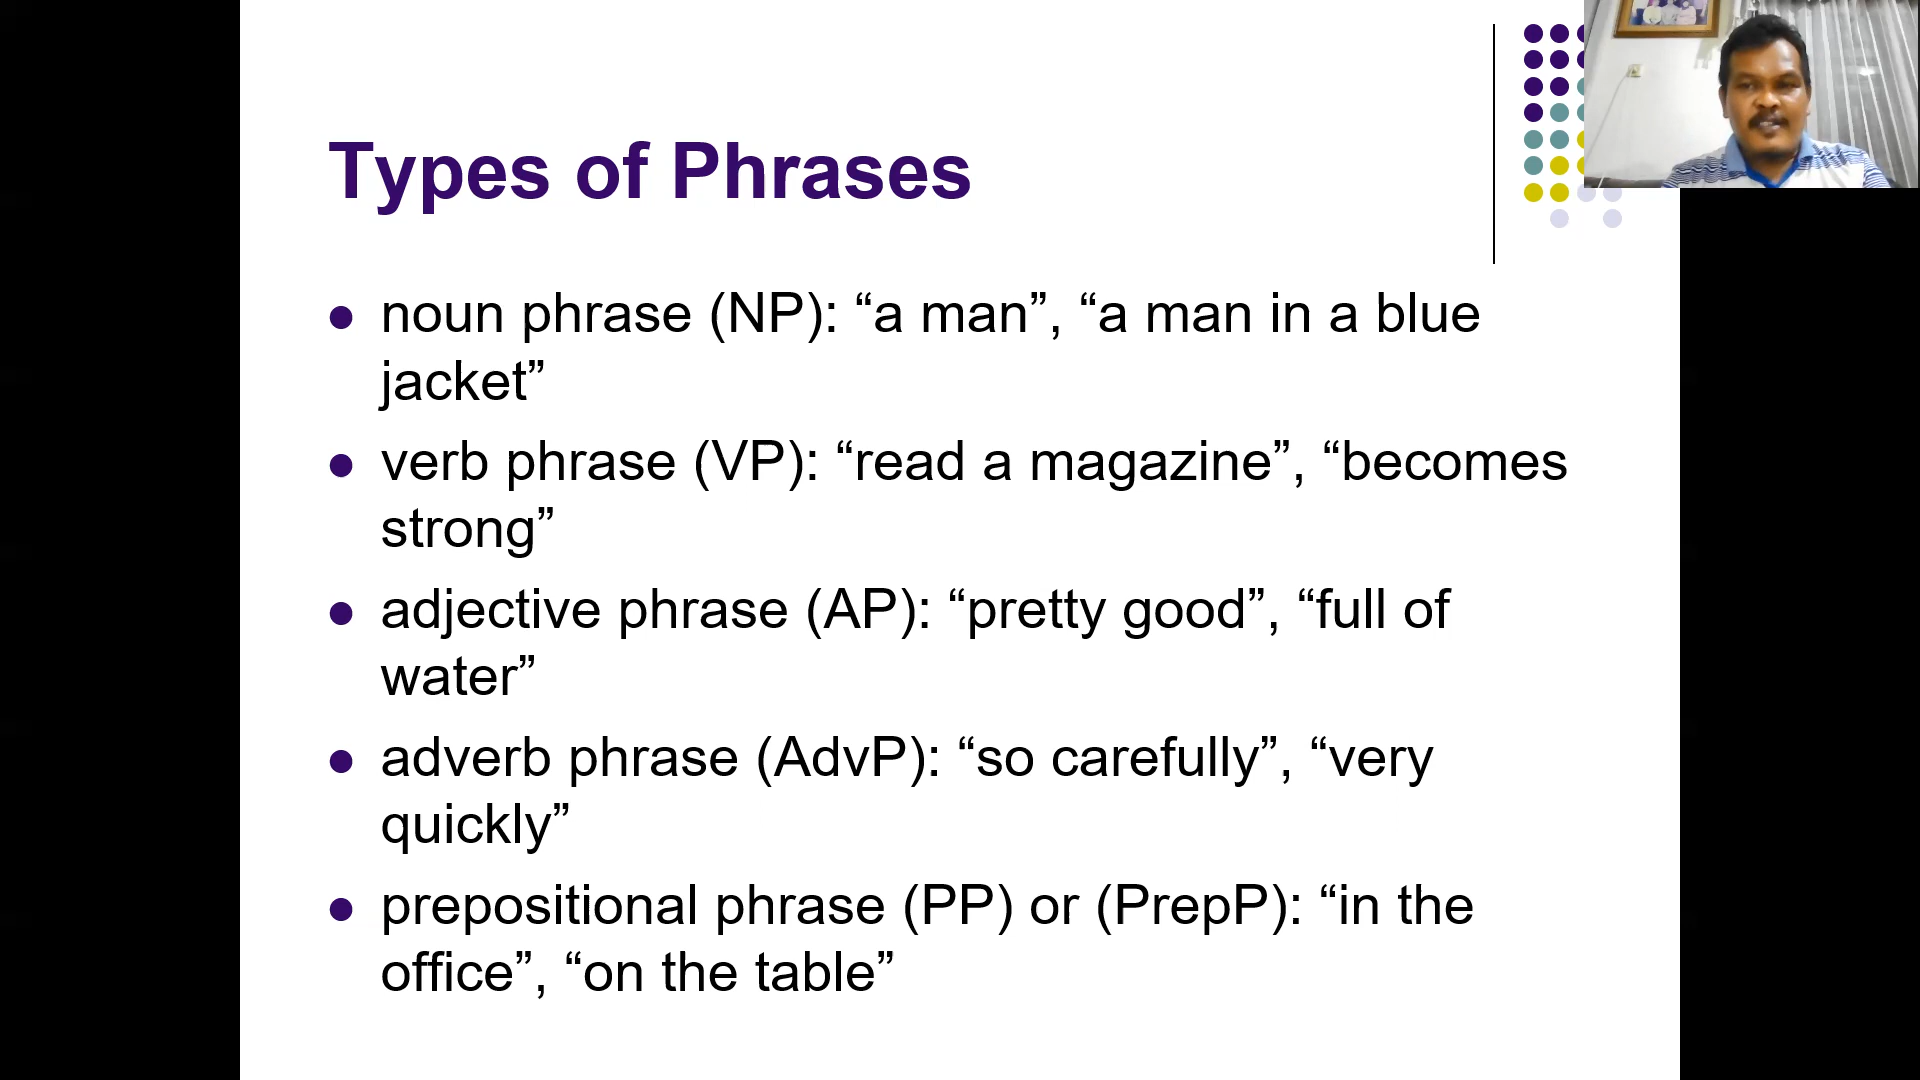 Types of Phrases
noun phrase (NP): “a man”, “a man in a blue
jacket”
verb phrase (VP): “read a magazine”, “becomes
strong”
adjective phrase (AP): “pretty good”, “full of
water”
adverb phrase (AdvP): “so carefully”, “very
quickly”
prepositional phrase (PP) or (PrepP): “in the
office”, “on the table”